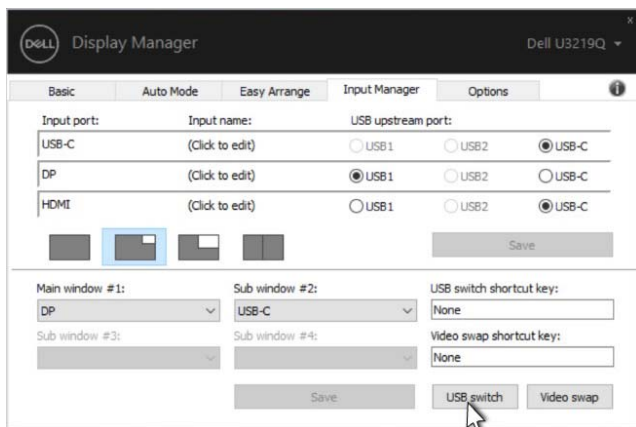 DELL Display Manager Dell U3219Q
x
Basic Auto Mode Easy Arrange Input Manager Options
Input port: Input name: USB upstream port:
USB-C (Click to edit) USB1 USB2 USB-C
DP (Click to edit) USB1 USB2 USB-C
HDMI (Click to edit) USB1 USB2 USB-C
Save
Main window #1: Sub window #2: USB switch shortcut key:
DP USB-C None
Sub window #3: Sub window #4: Video swap shortcut key:
None
Save USB switch Video swap